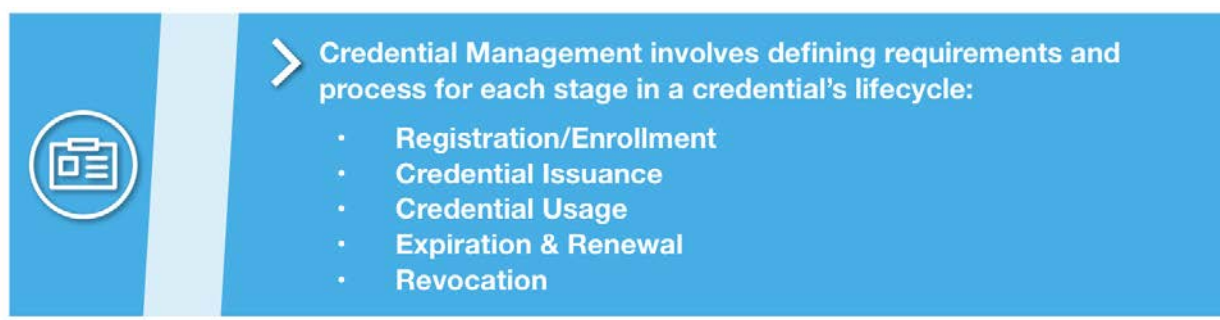 Credential Management involves defining requirements and
process for each stage in a credential’s lifecycle:
· Registration/Enrollment
· Credential Issuance
· Credential Usage
· Expiration & Renewal
· Revocation